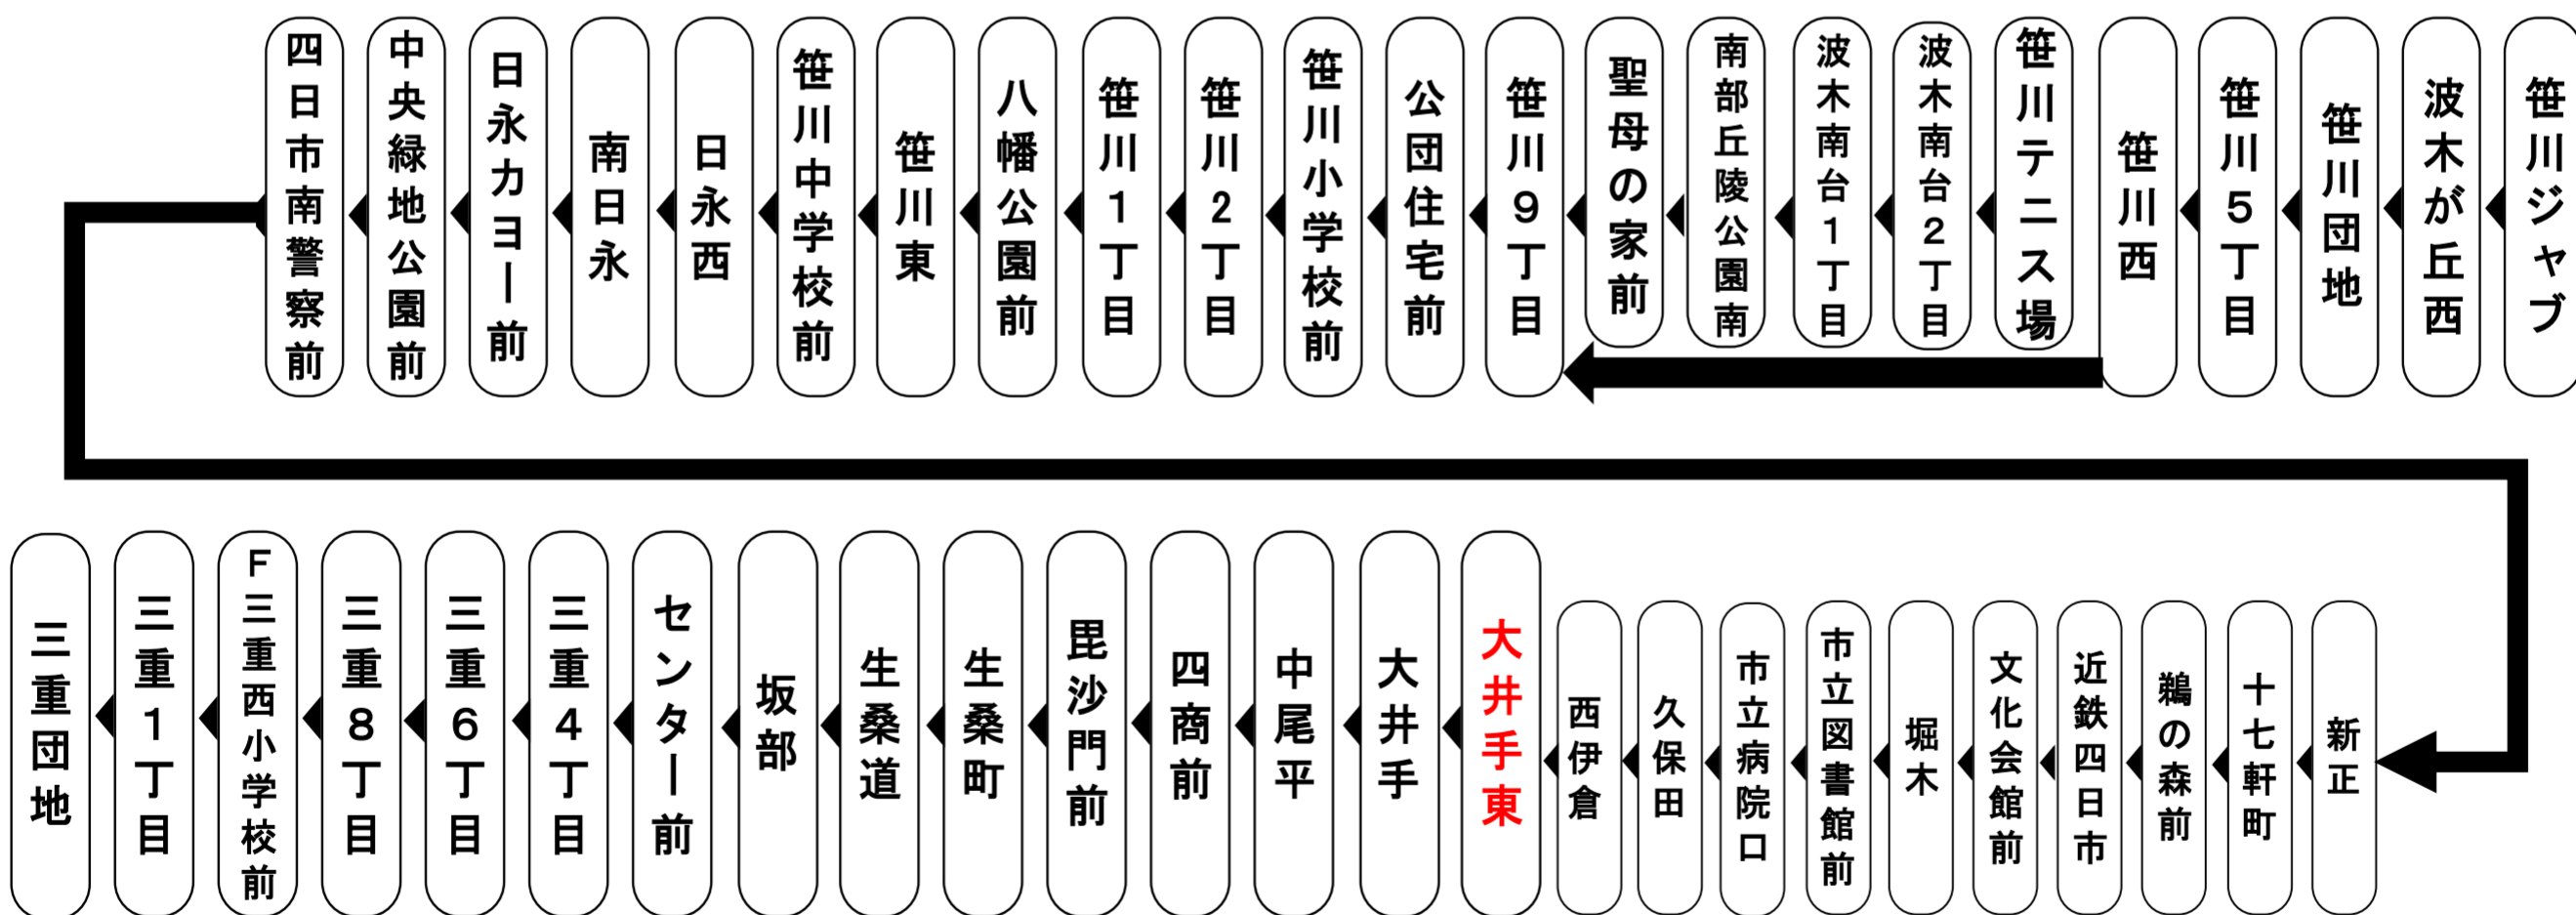 笹川ジャブ
波木が丘西
笹川団地
笹川5丁目
笹川西
笹川テニス場
波木南台2丁目
波木南台1丁目
南部丘陵公園南
聖母の家前
笹川9丁目
公団住宅前
笹川小学校前
笹川2丁目
笹川1丁目
八幡公園前
笹川東
笹川中学校前
日永西
南日永
日永カヨー前
中央緑地公園前
四日市南警察前
新正
十七軒町
鵜の森前
近鉄四日市
文化会館前
堀木
市立図書館前
市立病院口
久保田
西伊倉
大井手東
大井手
中尾平
四商前
毘沙門前
生桑町
生桑道
坂部
センター前
三重4丁目
三重6丁目
三重8丁目
F三重西小学校前
三重1丁目
三重団地